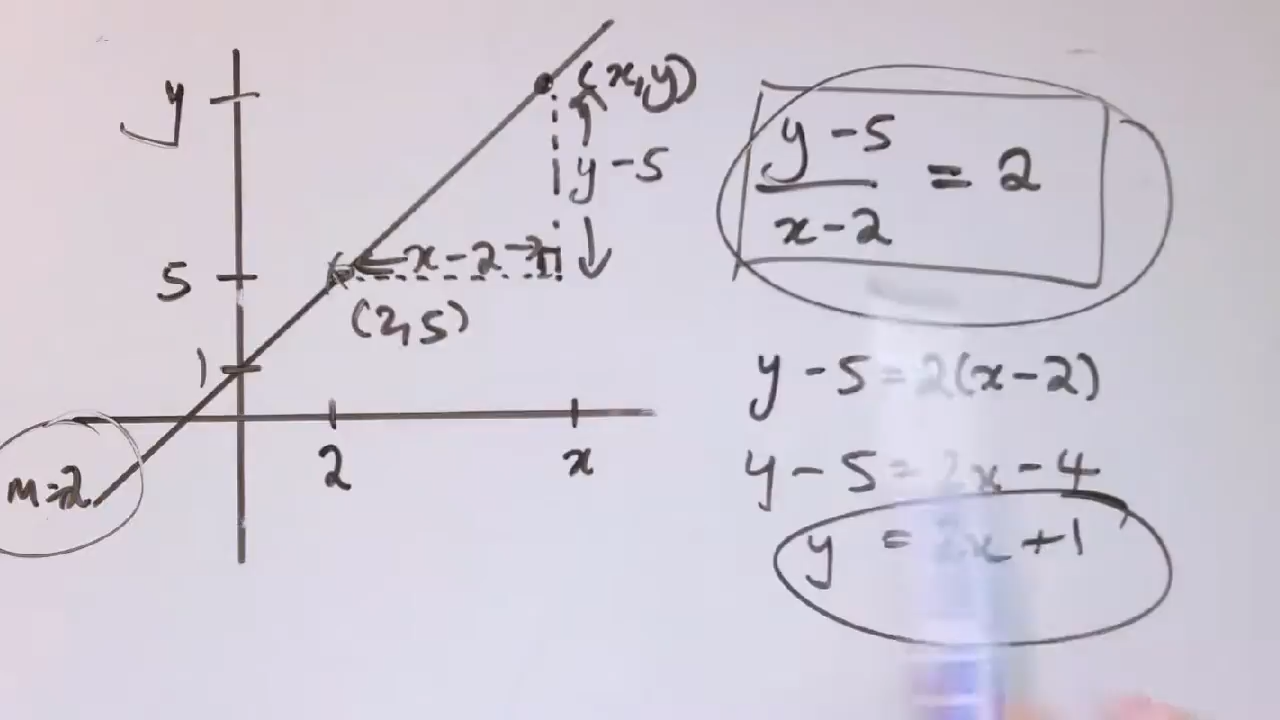 y
(x,y)
y-5
x-2
5
(2,5)
1
2
x
m=2
y-5
x-2
= 2
y-5=2(x-2)
y-5=2x-4
y = 2x+1